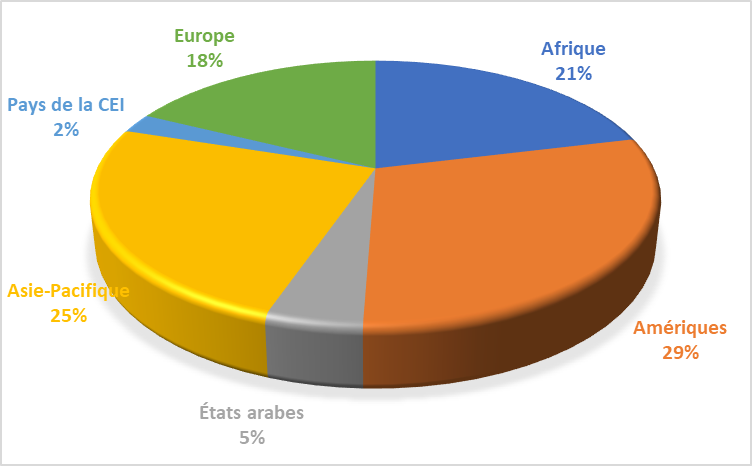 Europe
18%
Afrique
21%
Pays de la CEI
2%
Asie-Pacifique
25%
Amériques
29%
États arabes
5%